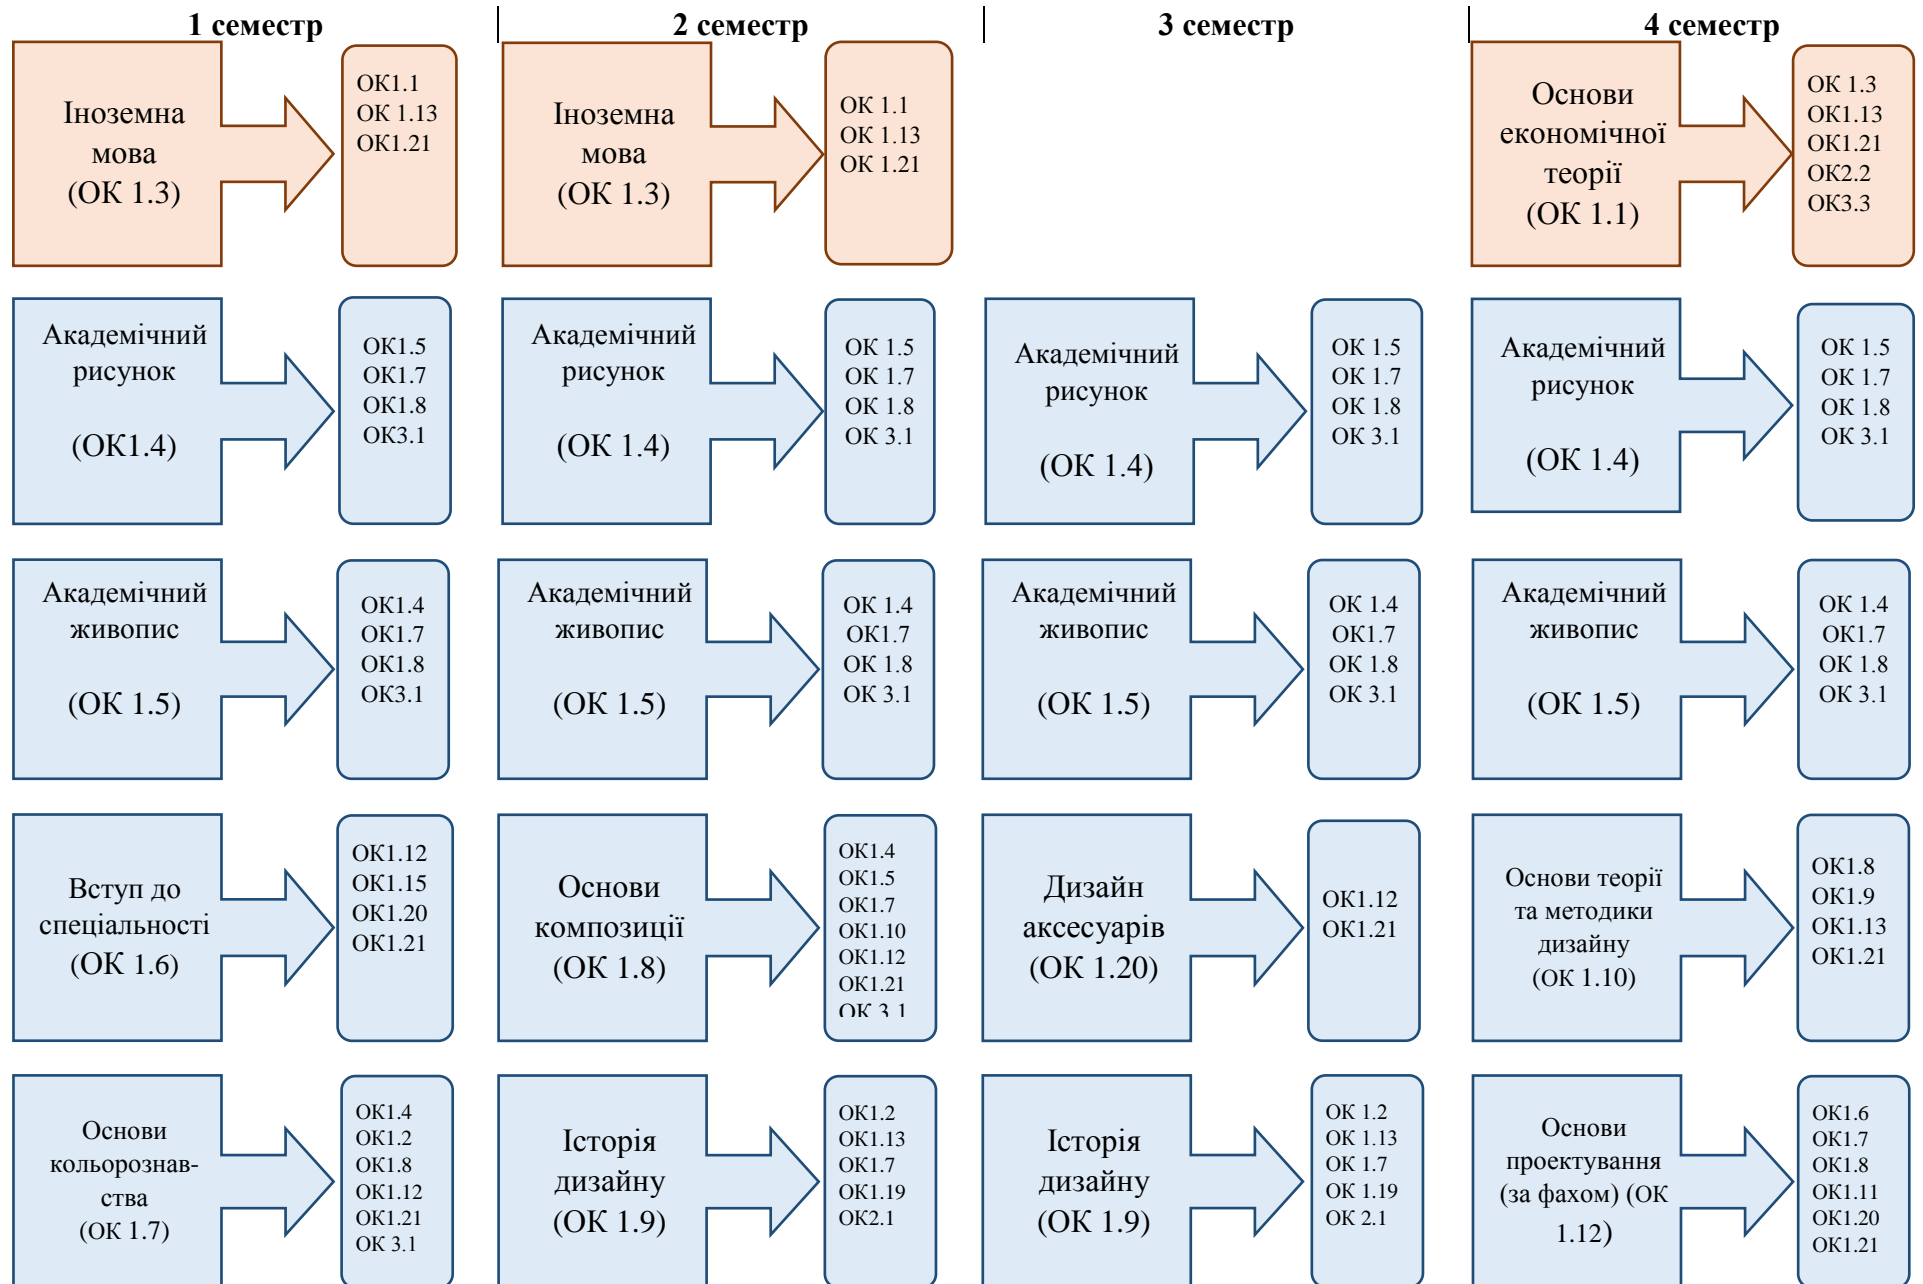 1 семестр
2 семестр
3 семестр
4 семестр
Іноземна
мова
(ОК 1.3)
ОК1.1
ОК 1.13
ОК1.21
Іноземна
мова
(ОК 1.3)
ОК 1.1
ОК 1.13
ОК 1.21
Основи
економічної
теорії
(ОК 1.1)
ОК 1.3
ОК1.13
ОК1.21
ОК2.2
ОК3.3
Академічний
рисунок
(ОК1.4)
ОК1.5
ОК1.7
ОК1.8
ОК3.1
Академічний
рисунок
(ОК 1.4)
ОК 1.5
ОК 1.7
ОК 1.8
ОК 3.1
Академічний
рисунок
(ОК 1.4)
ОК 1.5
ОК 1.7
ОК 1.8
ОК 3.1
Академічний
рисунок
(ОК 1.4)
ОК 1.5
ОК 1.7
ОК 1.8
ОК 3.1
Академічний
живопис
(ОК 1.5)
ОК1.4
ОК1.7
ОК1.8
ОК3.1
Академічний
живопис
(ОК 1.5)
ОК 1.4
ОК1.7
ОК 1.8
ОК 3.1
Академічний
живопис
(ОК 1.5)
ОК 1.4
ОК1.7
ОК 1.8
ОК 3.1
Академічний
живопис
(ОК 1.5)
ОК 1.4
ОК1.7
ОК 1.8
ОК 3.1
Вступ до
спеціальності
(ОК 1.6)
ОК1.12
ОК1.15
ОК1.20
ОК1.21
Основи
композиції
(ОК 1.8)
ОК1.4
ОК1.5
ОК1.7
ОК1.10
ОК1.12
ОК1.21
ОК 3.1
Дизайн
аксесуарів
(ОК 1.20)
ОК1.12
ОК1.21
Основи теорії
та методики
дизайну
(ОК 1.10)
ОК1.8
ОК1.9
ОК1.13
ОК1.21
Основи
кольорознав-
ства
(ОК 1.7)
ОК1.4
ОК1.2
ОК1.8
ОК1.12
ОК1.21
ОК 3.1
Історія
дизайну
(ОК 1.9)
ОК1.2
ОК1.13
ОК1.7
ОК1.19
ОК2.1
Історія
дизайну
(ОК 1.9)
ОК 1.2
ОК 1.13
ОК 1.7
ОК 1.19
ОК 2.1
Основи
проектування
(за фахом) (ОК
1.12)
ОК1.6
ОК1.7
ОК1.8
ОК1.11
ОК1.20
ОК1.21